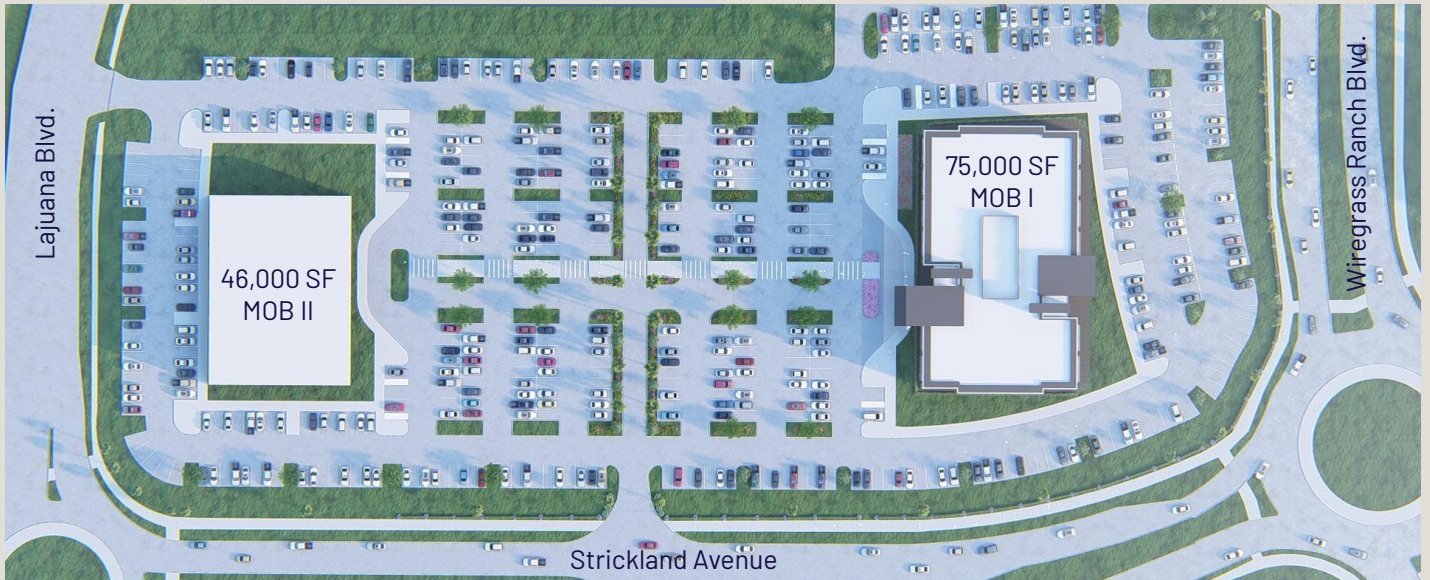 Lajuana Blvd.
46,000 SF
MOB II
75,000 SF
MOB I
Wiregrass Ranch Blvd.
Strickland Avenue